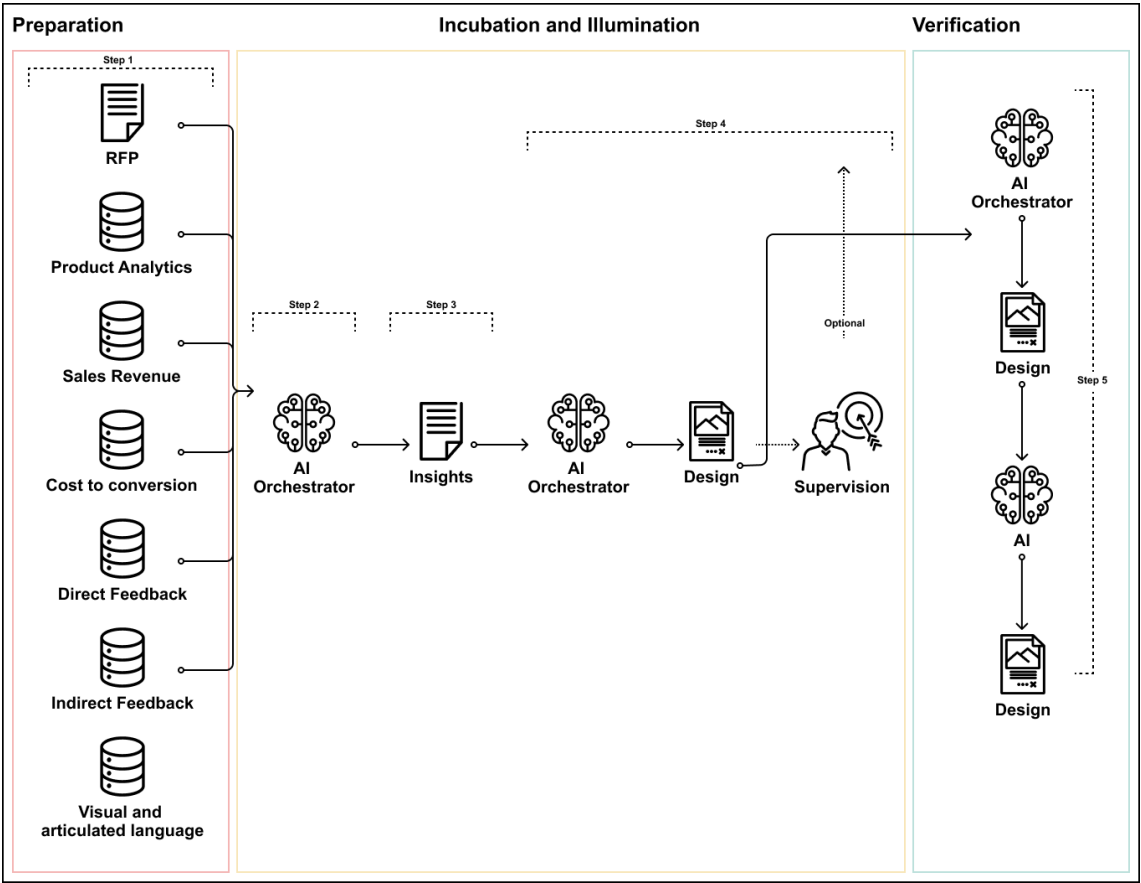 Preparation
Incubation and Illumination
Verification
Step 1
RFP
Product Analytics
Sales Revenue
Cost to conversion
Direct Feedback
Indirect Feedback
Visual and
articulated language
Step 2
AI
Orchestrator
Step 3
Insights
Step 4
AI
Orchestrator
Design
Optional
Supervision
AI
Orchestrator
Design
Step 5
AI
Design